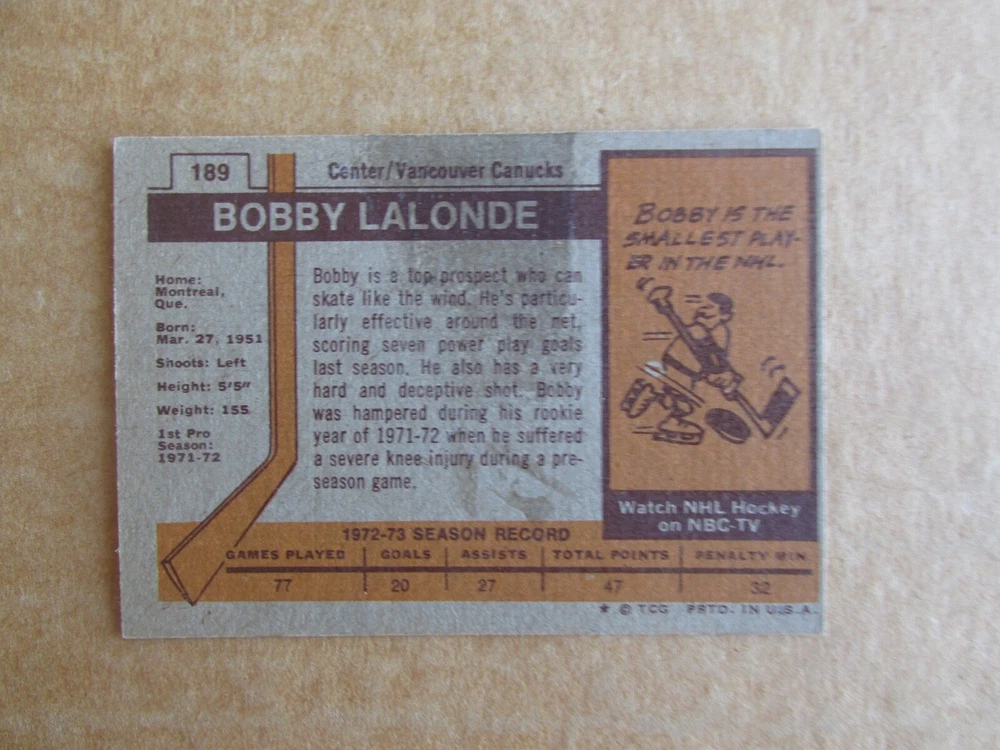 189
Center/Vancouver Canucks
BOBBY LALONDE
Home:
Montreal,
Que.
Born:
Mar. 27, 1951
Shoots: Left
Height: 5'5"
Weight: 155
1st Pro
Season:
1971-72
Bobby is a top prospect who can
skate like the wind. He's particu-
larly effective around the net,
scoring seven power play goals
last season. He also has a very
hard and deceptive shot. Bobby
was hampered during his rookie
year of 1971-72 when he suffered
a severe knee injury during a pre-
season game.
BOBBY IS THE
SMALLEST PLAY-
ER IN THE NHL.
Watch NHL Hockey
on NBC-TV
1972-73 SEASON RECORD
GAMES PLAYED GOALS ASSISTS TOTAL POINTS PENALTY MIN.
77 20 27 47 32
* © TCG PRTD. IN U.S.A.